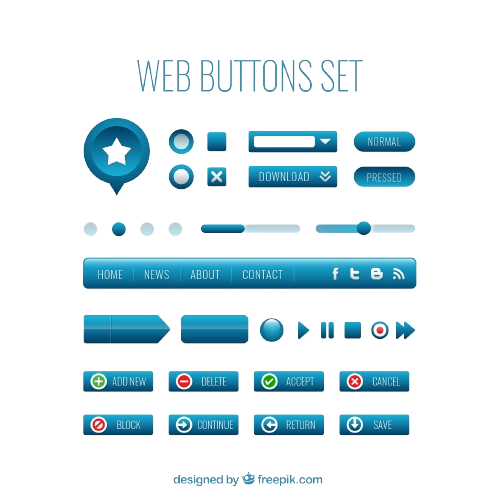 WEB BUTTONS SET
NORMAL
DOWNLOAD
PRESSED
HOME NEWS ABOUT CONTACT
ADD NEW DELETE ACCEPT CANCEL
BLOCK CONTINUE RETURN SAVE
designed by freepik.com